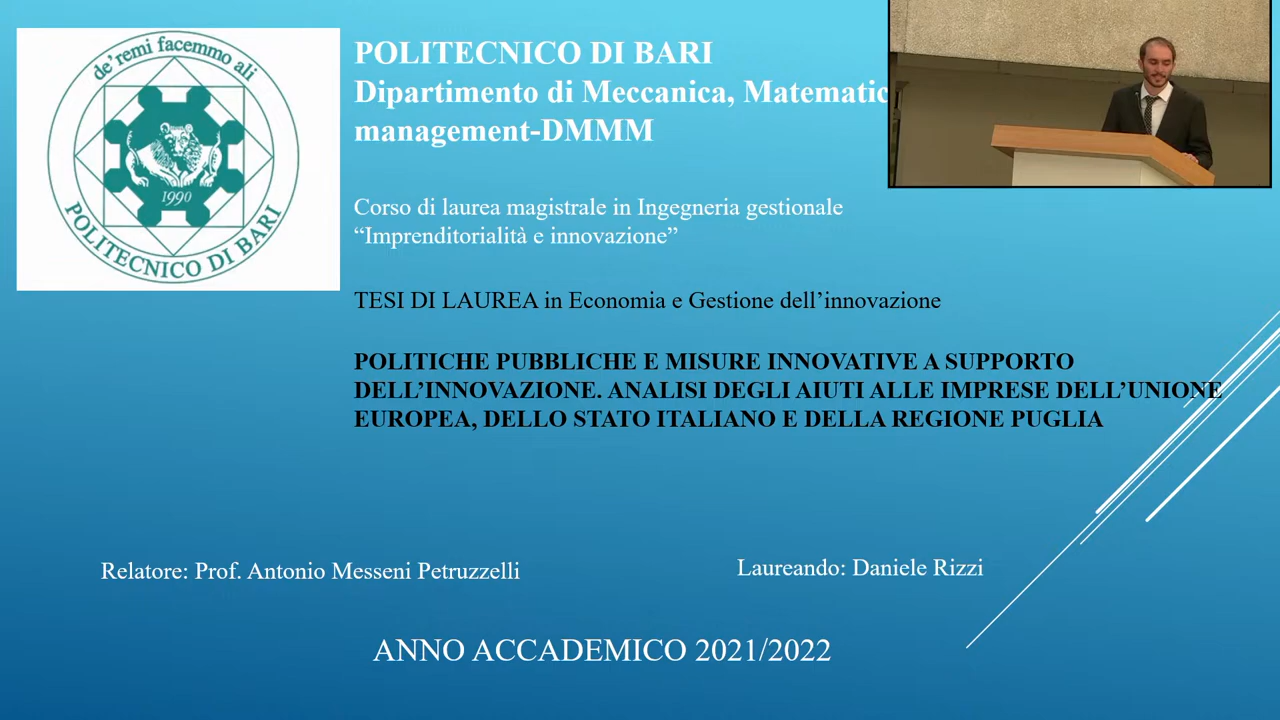 de' remi facemmo ali
1990
POLITECNICO DI BARI
POLITECNICO DI BARI
Dipartimento di Meccanica, Matematic
management-DMMM
Corso di laurea magistrale in Ingegneria gestionale
“Imprenditorialità e innovazione”
TESI DI LAUREA in Economia e Gestione dell’innovazione
POLITICHE PUBBLICHE E MISURE INNOVATIVE A SUPPORTO
DELL’INNOVAZIONE. ANALISI DEGLI AIUTI ALLE IMPRESE DELL’UNIONE
EUROPEA, DELLO STATO ITALIANO E DELLA REGIONE PUGLIA
Relatore: Prof. Antonio Messeni Petruzzelli
Laureando: Daniele Rizzi
ANNO ACCADEMICO 2021/2022